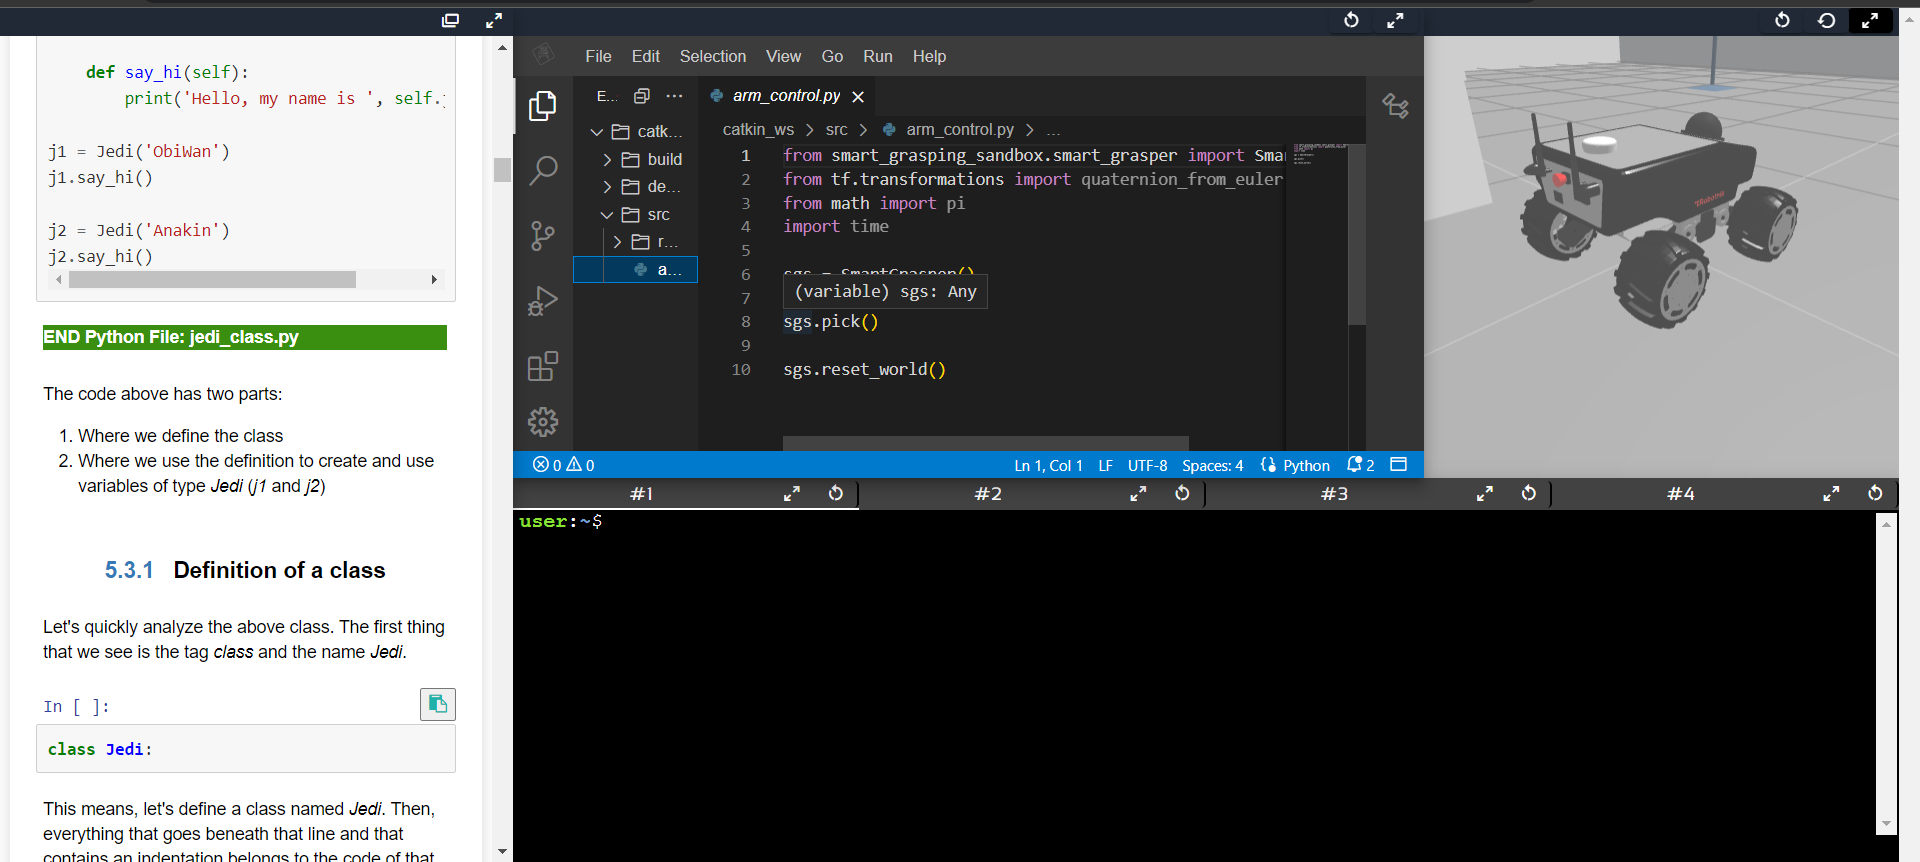 def say_hi(self):
print('Hello, my name is ', self.
j1 = Jedi('ObiWan')
j1.say_hi()
j2 = Jedi('Anakin')
j2.say_hi()
END Python File: jedi_class.py
The code above has two parts:
1. Where we define the class
2. Where we use the definition to create and use
variables of type Jedi (j1 and j2)
5.3.1 Definition of a class
Let's quickly analyze the above class. The first thing
that we see is the tag class and the name Jedi.
In [ ]:
class Jedi:
This means, let's define a class named Jedi. Then,
everything that goes beneath that line and that
contains an indentation belongs to the code of that
File Edit Selection View Go Run Help
E...
catk...
build
de...
src
r...
a...
arm_control.py
catkin_ws > src > arm_control.py > ...
1 from smart_grasping_sandbox.smart_grasper import Sma
2 from tf.transformations import quaternion_from_euler
3 from math import pi
4 import time
5
6 sgs = SmartGrasper()
7 (variable) sgs: Any
8 sgs.pick()
9
10 sgs.reset_world()
0 0 Ln 1, Col 1 LF UTF-8 Spaces: 4 Python 2
#1 #2 #3 #4
user:~$